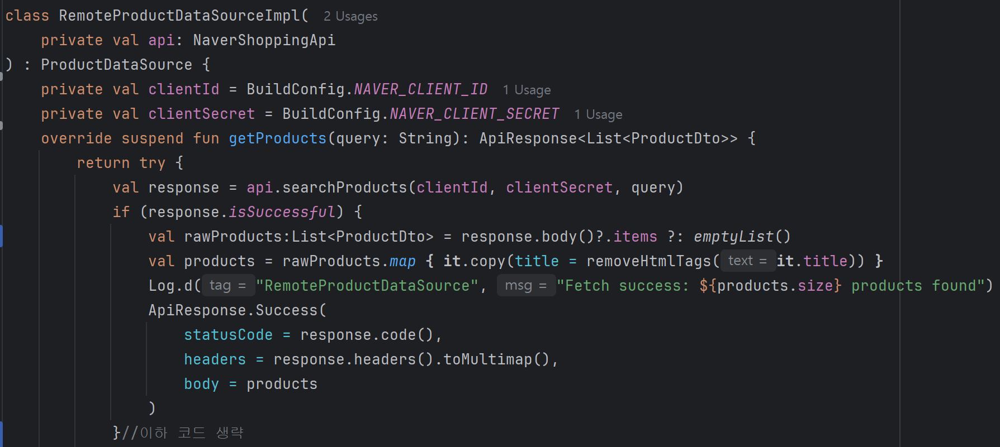 class RemoteProductDataSourceImpl( 2 Usages
    private val api: NaverShoppingApi
) : ProductDataSource {
    private val clientId = BuildConfig.NAVER_CLIENT_ID 1 Usage
    private val clientSecret = BuildConfig.NAVER_CLIENT_SECRET 1 Usage
    override suspend fun getProducts(query: String): ApiResponse<List<ProductDto>> {
        return try {
            val response = api.searchProducts(clientId, clientSecret, query)
            if (response.isSuccessful) {
                val rawProducts:List<ProductDto> = response.body()?.items ?: emptyList()
                val products = rawProducts.map { it.copy(title = removeHtmlTags( text = it.title)) }
                Log.d( tag = "RemoteProductDataSource", msg = "Fetch success: ${products.size} products found")
                ApiResponse.Success(
                    statusCode = response.code(),
                    headers = response.headers().toMultimap(),
                    body = products
                )
            }//이하 코드 생략